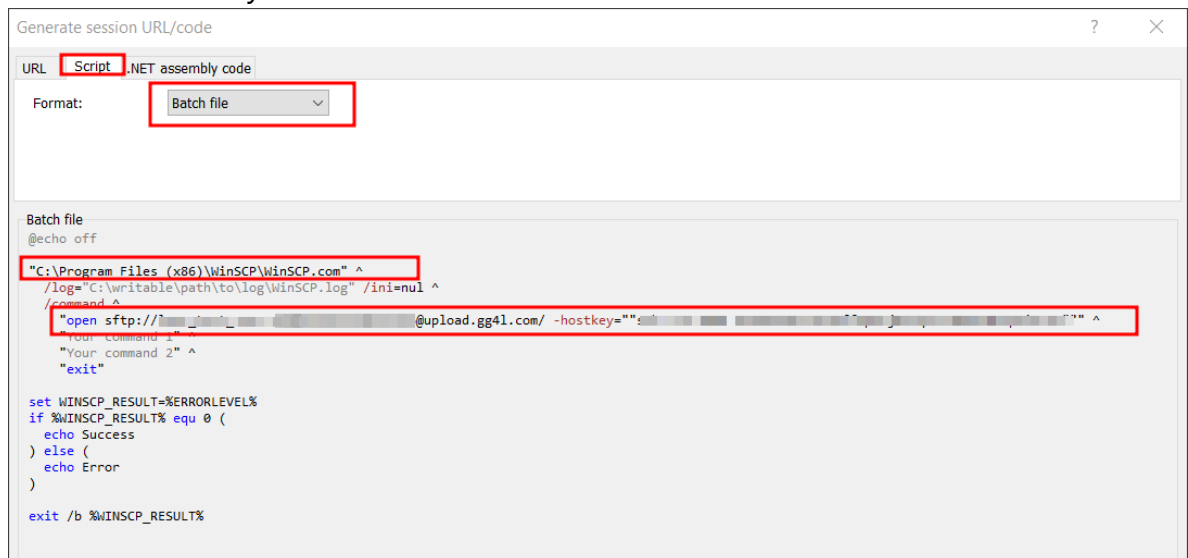 Generate session URL/code
URL Script .NET assembly code
Format: Batch file
Batch file
@echo off
"C:\Program Files (x86)\WinSCP\WinSCP.com" ^
/log="C:\writable\path\to\log\WinSCP.log" /ini=nul ^
/command ^
"open sftp://@upload.gg4l.com/ -hostkey="" ^
"Your command 1" ^
"Your command 2" ^
"exit"
set WINSCP_RESULT=%ERRORLEVEL%
if %WINSCP_RESULT% equ 0 (
echo Success
) else (
echo Error
)
exit /b %WINSCP_RESULT%